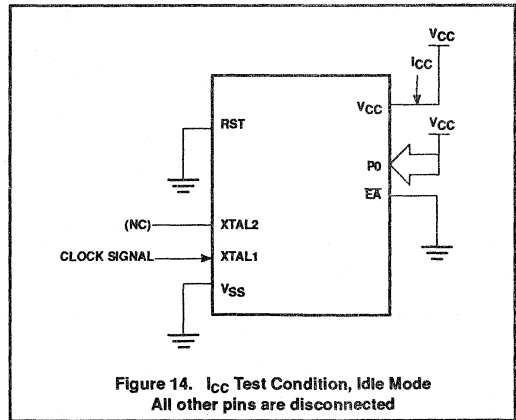 VCC
ICC
VCC
VCC
RST
P0
EA
(NC)
XTAL2
CLOCK SIGNAL
XTAL1
VSS
Figure 14. ICC Test Condition, Idle Mode
All other pins are disconnected